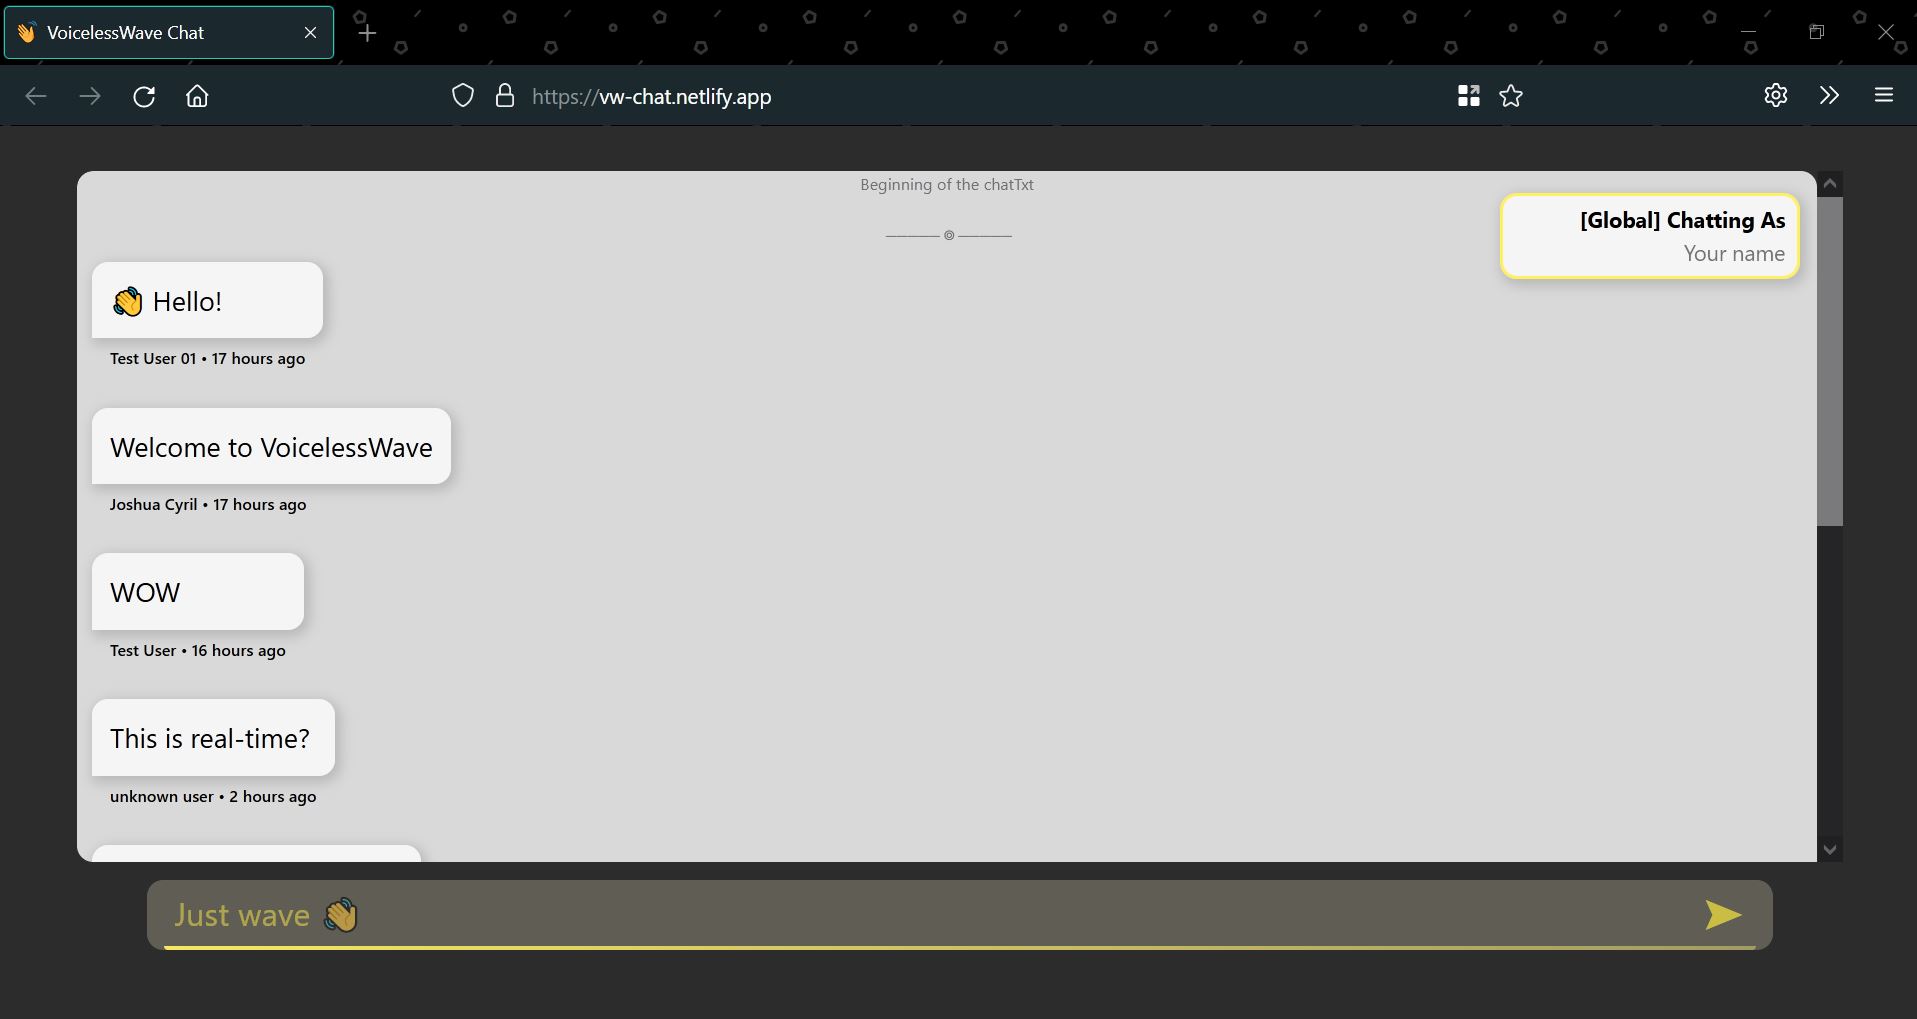 VoicelessWave Chat
https://vw-chat.netlify.app
Beginning of the chatTxt
[Global] Chatting As
Your name
👋 Hello!
Test User 01 • 17 hours ago
Welcome to VoicelessWave
Joshua Cyril • 17 hours ago
WOW
Test User • 16 hours ago
This is real-time?
unknown user • 2 hours ago
Just wave 👋